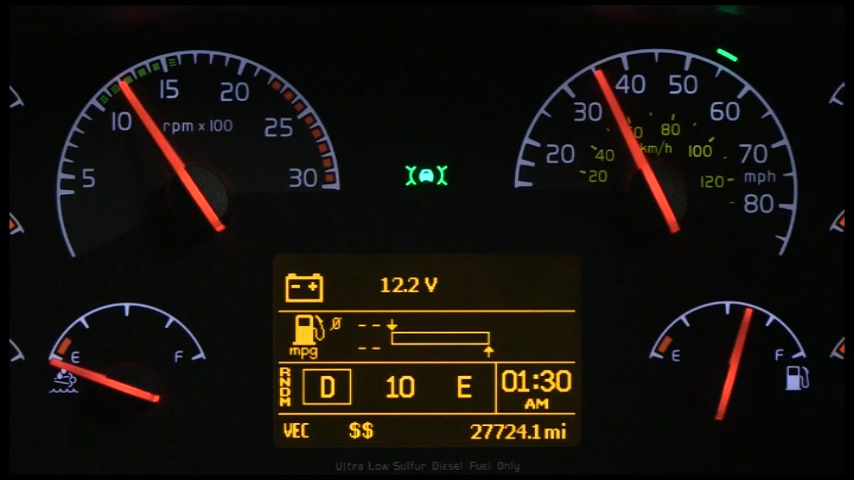 5 10 15 20 25 30
rpm x 100
20 30 40 50 60 70 80
mph
20 40 60 80 100 120
km/h
12.2 V
mpg
-- --
RNDM
D 10 E 01:30 AM
VEC $$ 27724.1mi
E F
E F
Ultra Low Sulfur Diesel Fuel Only